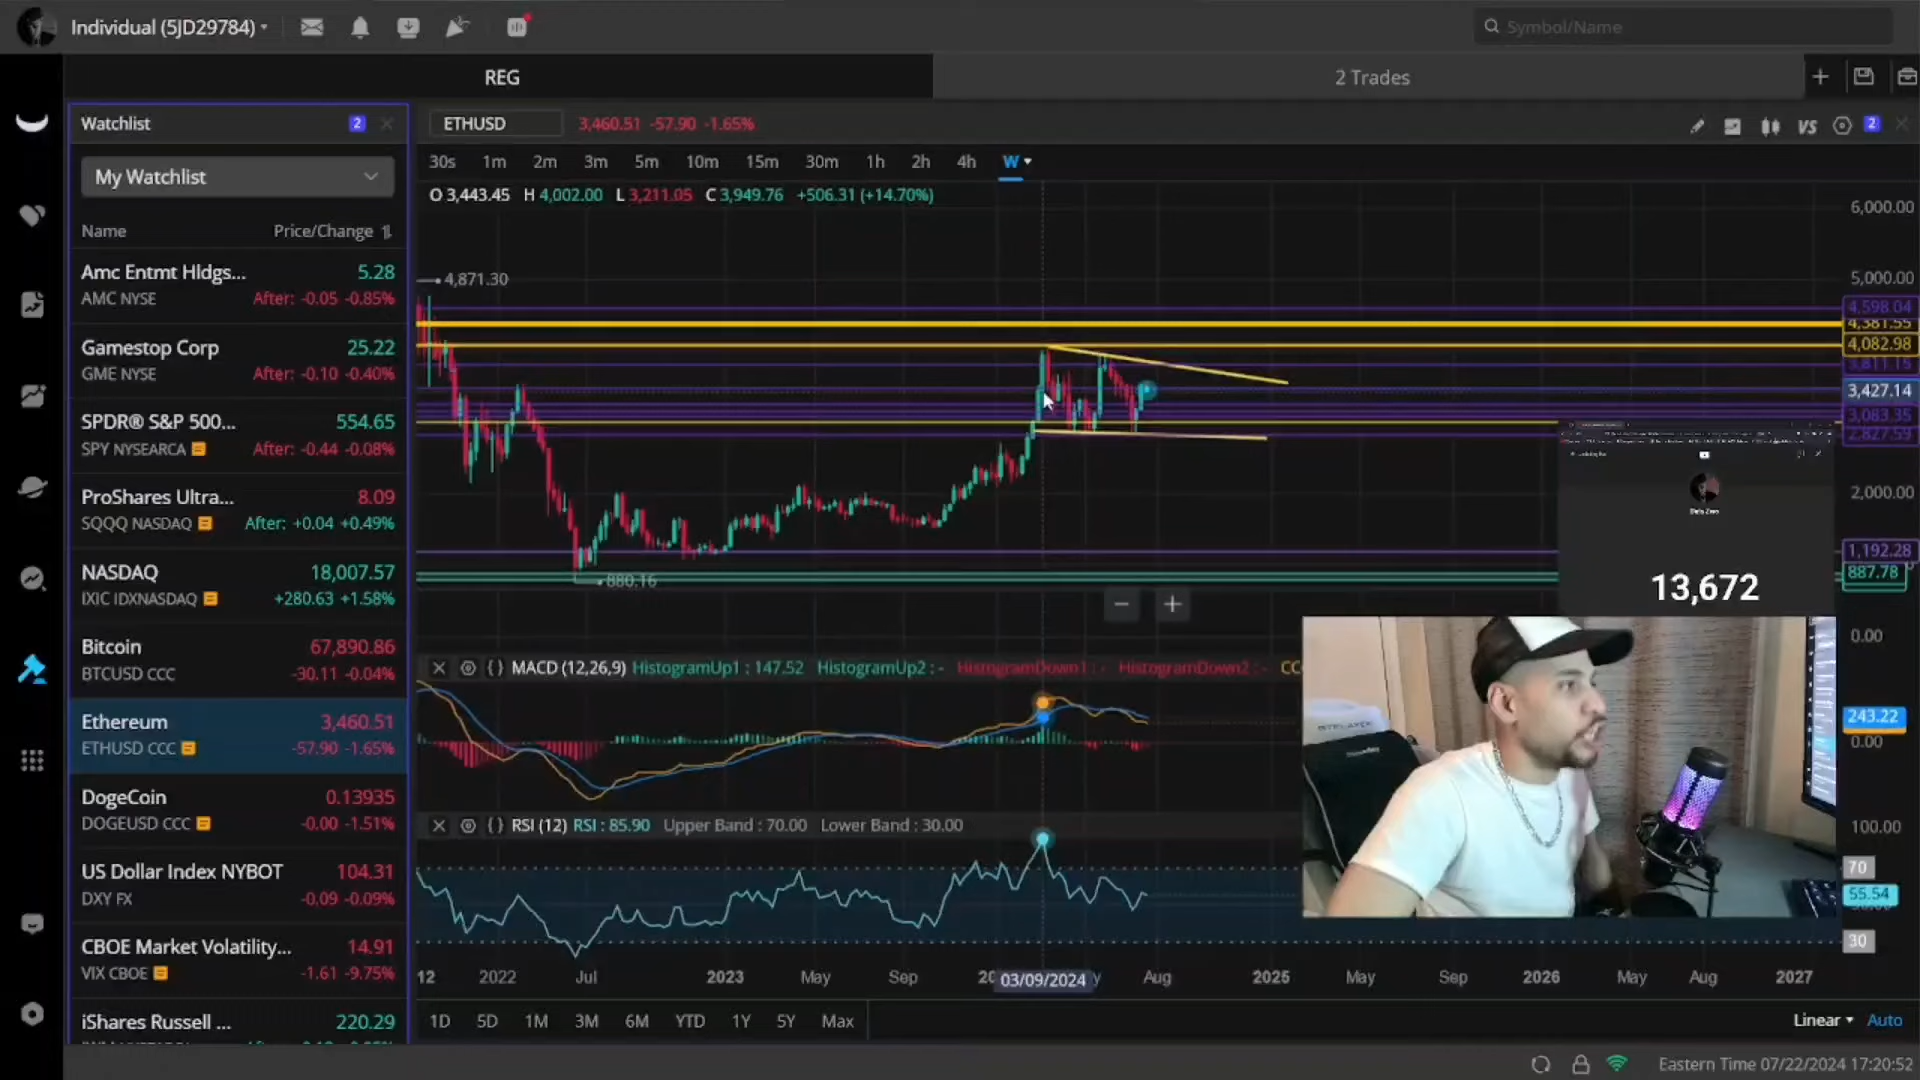 Individual (5JD29784)
Symbol/Name
REG
2 Trades
Watchlist
2
My Watchlist
Name Price/Change
Amc Entmt Hldgs... 5.28
AMC NYSE After: -0.05 -0.85%
Gamestop Corp 25.22
GME NYSE After: -0.10 -0.40%
SPDR® S&P 500... 554.65
SPY NYSEARCA After: -0.44 -0.08%
ProShares Ultra... 8.09
SQQQ NASDAQ After: +0.04 +0.49%
NASDAQ 18,007.57
IXIC IDXNASDAQ +280.63 +1.58%
Bitcoin 67,890.86
BTCUSD CCC -30.11 -0.04%
Ethereum 3,460.51
ETHUSD CCC -57.90 -1.65%
DogeCoin 0.13935
DOGEUSD CCC -0.00 -1.51%
US Dollar Index NYBOT 104.31
DXY FX -0.09 -0.09%
CBOE Market Volatility... 14.91
VIX CBOE -1.61 -9.75%
iShares Russell ... 220.29
ETHUSD 3,460.51 -57.90 -1.65%
VS
2
30s 1m 2m 3m 5m 10m 15m 30m 1h 2h 4h W
O 3,443.45 H 4,002.00 L 3,211.05 C 3,949.76 +506.31 (+14.70%)
6,000.00
4,871.30
5,000.00
4,598.04
4,381.55
4,082.98
3,811.15
3,427.14
3,083.35
2,827.59
2,000.00
1,192.28
887.78
880.16
0.00
13,672
MACD (12,26,9) HistogramUp1 : 147.52 HistogramUp2 : - HistogramDown1 : - HistogramDown2 : -
243.22
0.00
RSI (12) RSI : 85.90 Upper Band : 70.00 Lower Band : 30.00
100.00
70
55.54
30
12 2022 Jul 2023 May Sep 20 03/09/2024 y Aug 2025 May Sep 2026 May Aug 2027
1D 5D 1M 3M 6M YTD 1Y 5Y Max
Linear Auto
Eastern Time 07/22/2024 17:20:52